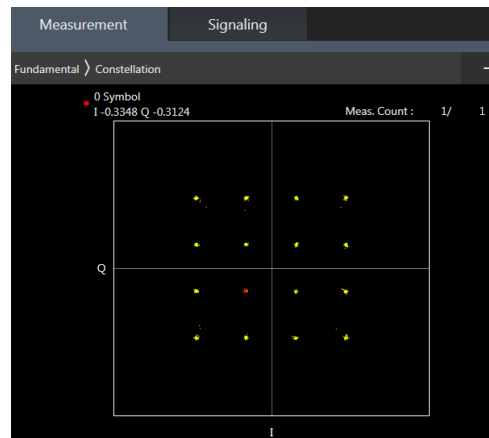 Measurement Signaling
Fundamental 〉 Constellation
0 Symbol
I -0.3348 Q -0.3124 Meas. Count : 1/ 1
Q
I